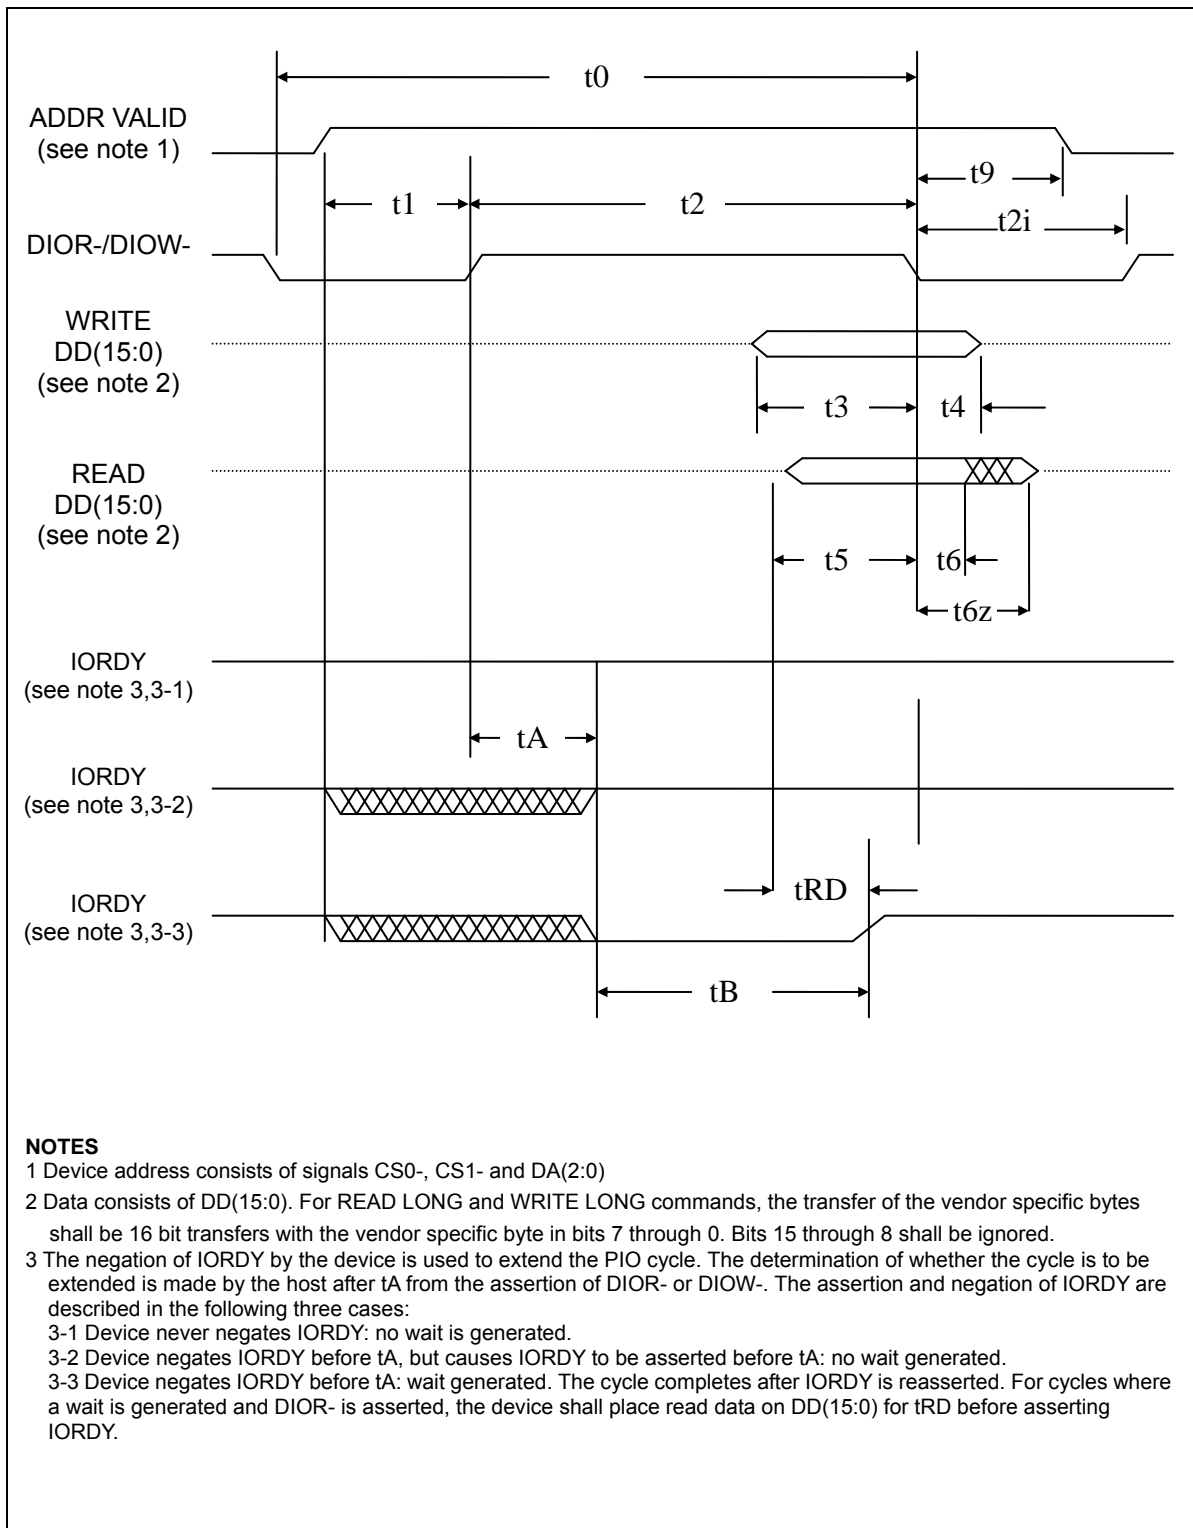 t0
ADDR VALID
(see note 1)
t9
t1
t2
t2i
DIOR-/DIOW-
WRITE
DD(15:0)
(see note 2)
t3
t4
READ
DD(15:0)
(see note 2)
t5
t6
t6z
IORDY
(see note 3,3-1)
tA
IORDY
(see note 3,3-2)
tRD
IORDY
(see note 3,3-3)
tB
NOTES
1 Device address consists of signals CS0-, CS1- and DA(2:0)
2 Data consists of DD(15:0). For READ LONG and WRITE LONG commands, the transfer of the vendor specific bytes
shall be 16 bit transfers with the vendor specific byte in bits 7 through 0. Bits 15 through 8 shall be ignored.
3 The negation of IORDY by the device is used to extend the PIO cycle. The determination of whether the cycle is to be
extended is made by the host after tA from the assertion of DIOR- or DIOW-. The assertion and negation of IORDY are
described in the following three cases:
3-1 Device never negates IORDY: no wait is generated.
3-2 Device negates IORDY before tA, but causes IORDY to be asserted before tA: no wait generated.
3-3 Device negates IORDY before tA: wait generated. The cycle completes after IORDY is reasserted. For cycles where
a wait is generated and DIOR- is asserted, the device shall place read data on DD(15:0) for tRD before asserting
IORDY.